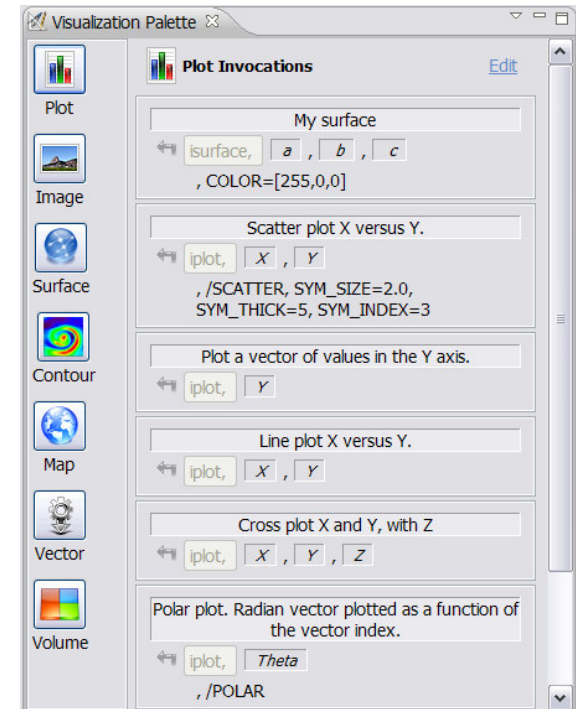 Visualization Palette
Plot Invocations Edit
Plot
Image
Surface
Contour
Map
Vector
Volume
My surface
isurface, a , b , c
, COLOR=[255,0,0]
Scatter plot X versus Y.
iplot, X , Y
, /SCATTER, SYM_SIZE=2.0,
SYM_THICK=5, SYM_INDEX=3
Plot a vector of values in the Y axis.
iplot, Y
Line plot X versus Y.
iplot, X , Y
Cross plot X and Y, with Z
iplot, X , Y , Z
Polar plot. Radian vector plotted as a function of
the vector index.
iplot, Theta
, /POLAR